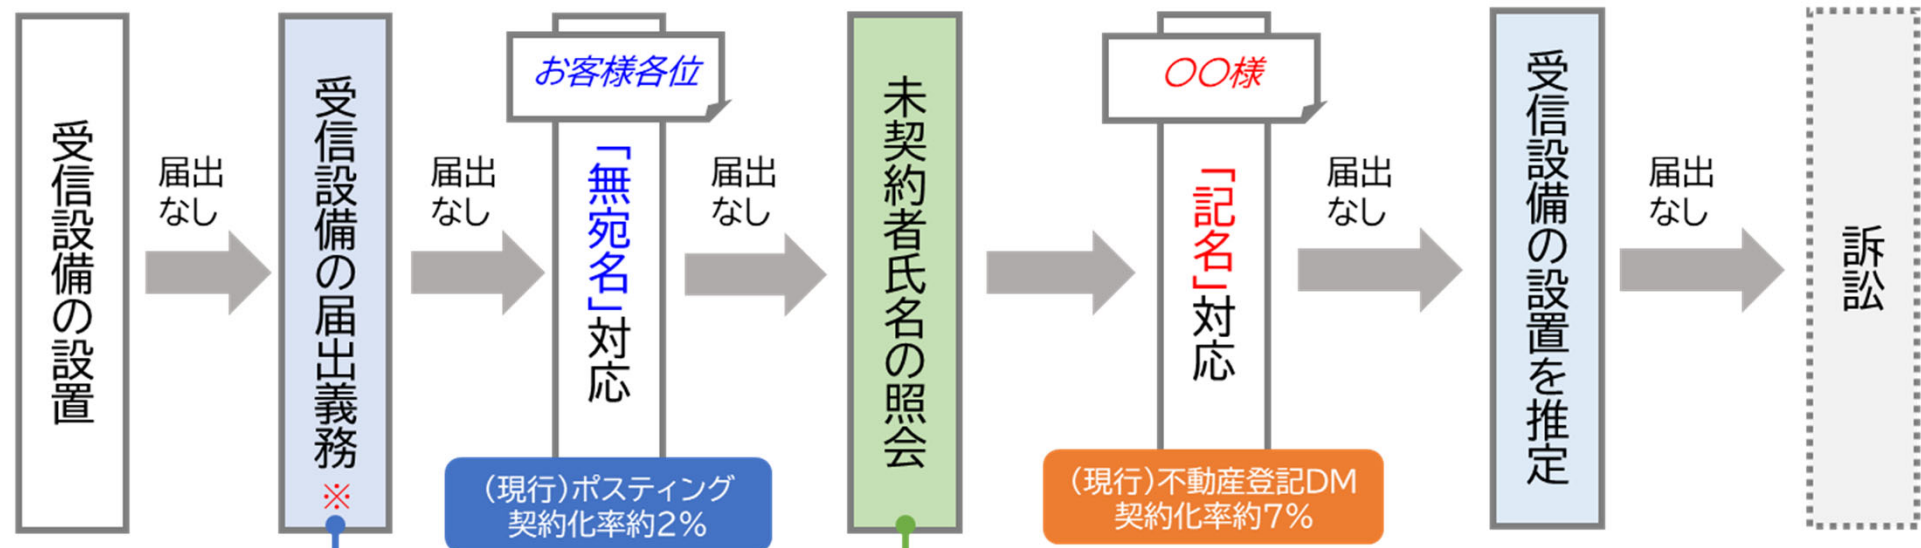 受信設備の設置
届出
なし
受信設備の届出義務※
届出
なし
お客様各位
「無宛名」対応
(現行)ポスティング
契約化率約2%
届出
なし
未契約者氏名の照会
〇〇様
「記名」対応
(現行)不動産登記DM
契約化率約7%
届出
なし
受信設備の設置を推定
届出
なし
訴訟